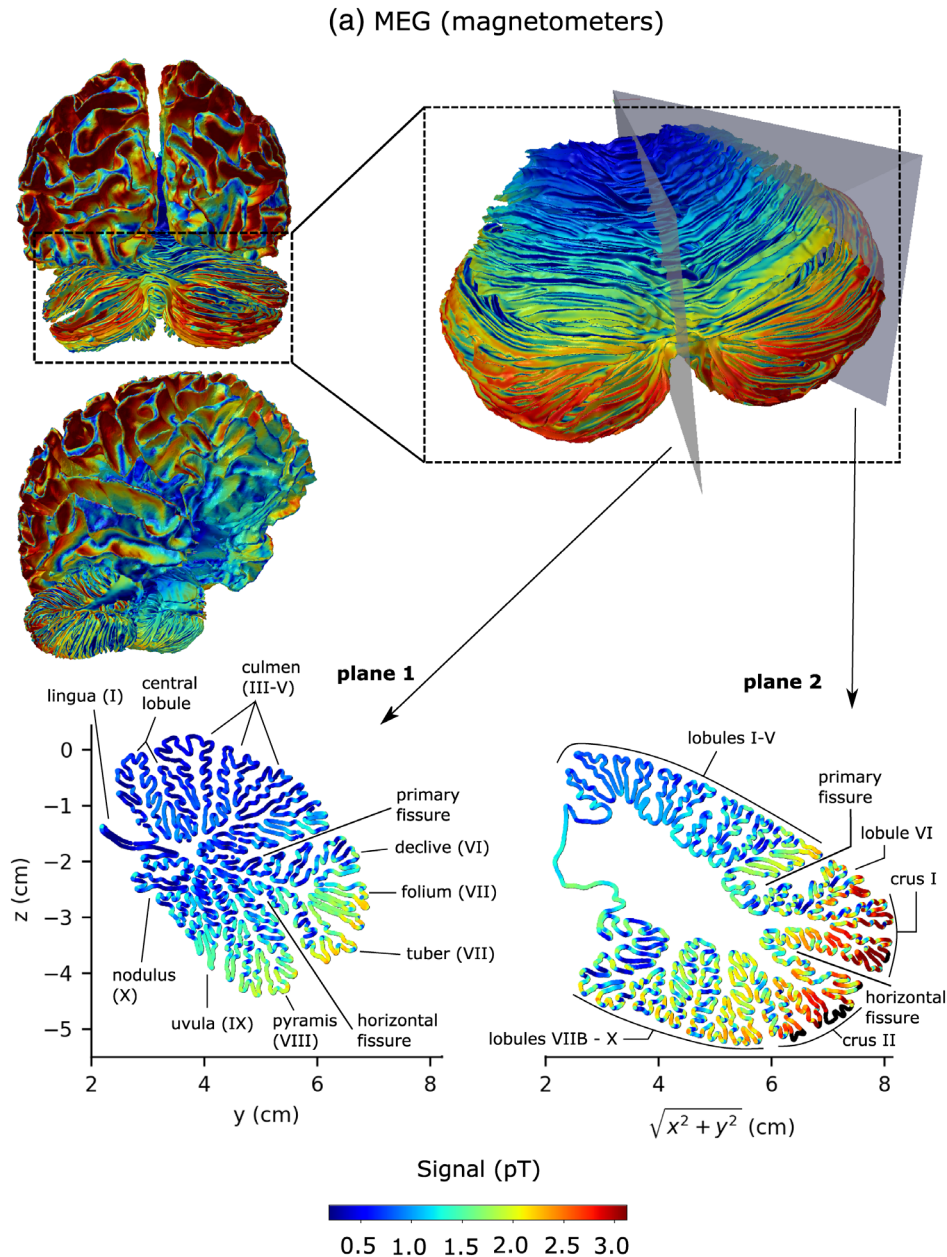 (a) MEG (magnetometers)
plane 1
plane 2
lingua (I)
central
lobule
culmen
(III-V)
primary
fissure
declive (VI)
folium (VII)
tuber (VII)
horizontal
fissure
pyramis
(VIII)
uvula (IX)
nodulus
(X)
z (cm)
0
−1
−2
−3
−4
−5
2
4
6
8
y (cm)
lobules I-V
primary
fissure
lobule VI
crus I
horizontal
fissure
crus II
lobules VIIB - X
2
4
6
8
√x² + y² (cm)
Signal (pT)
0.5 1.0 1.5 2.0 2.5 3.0